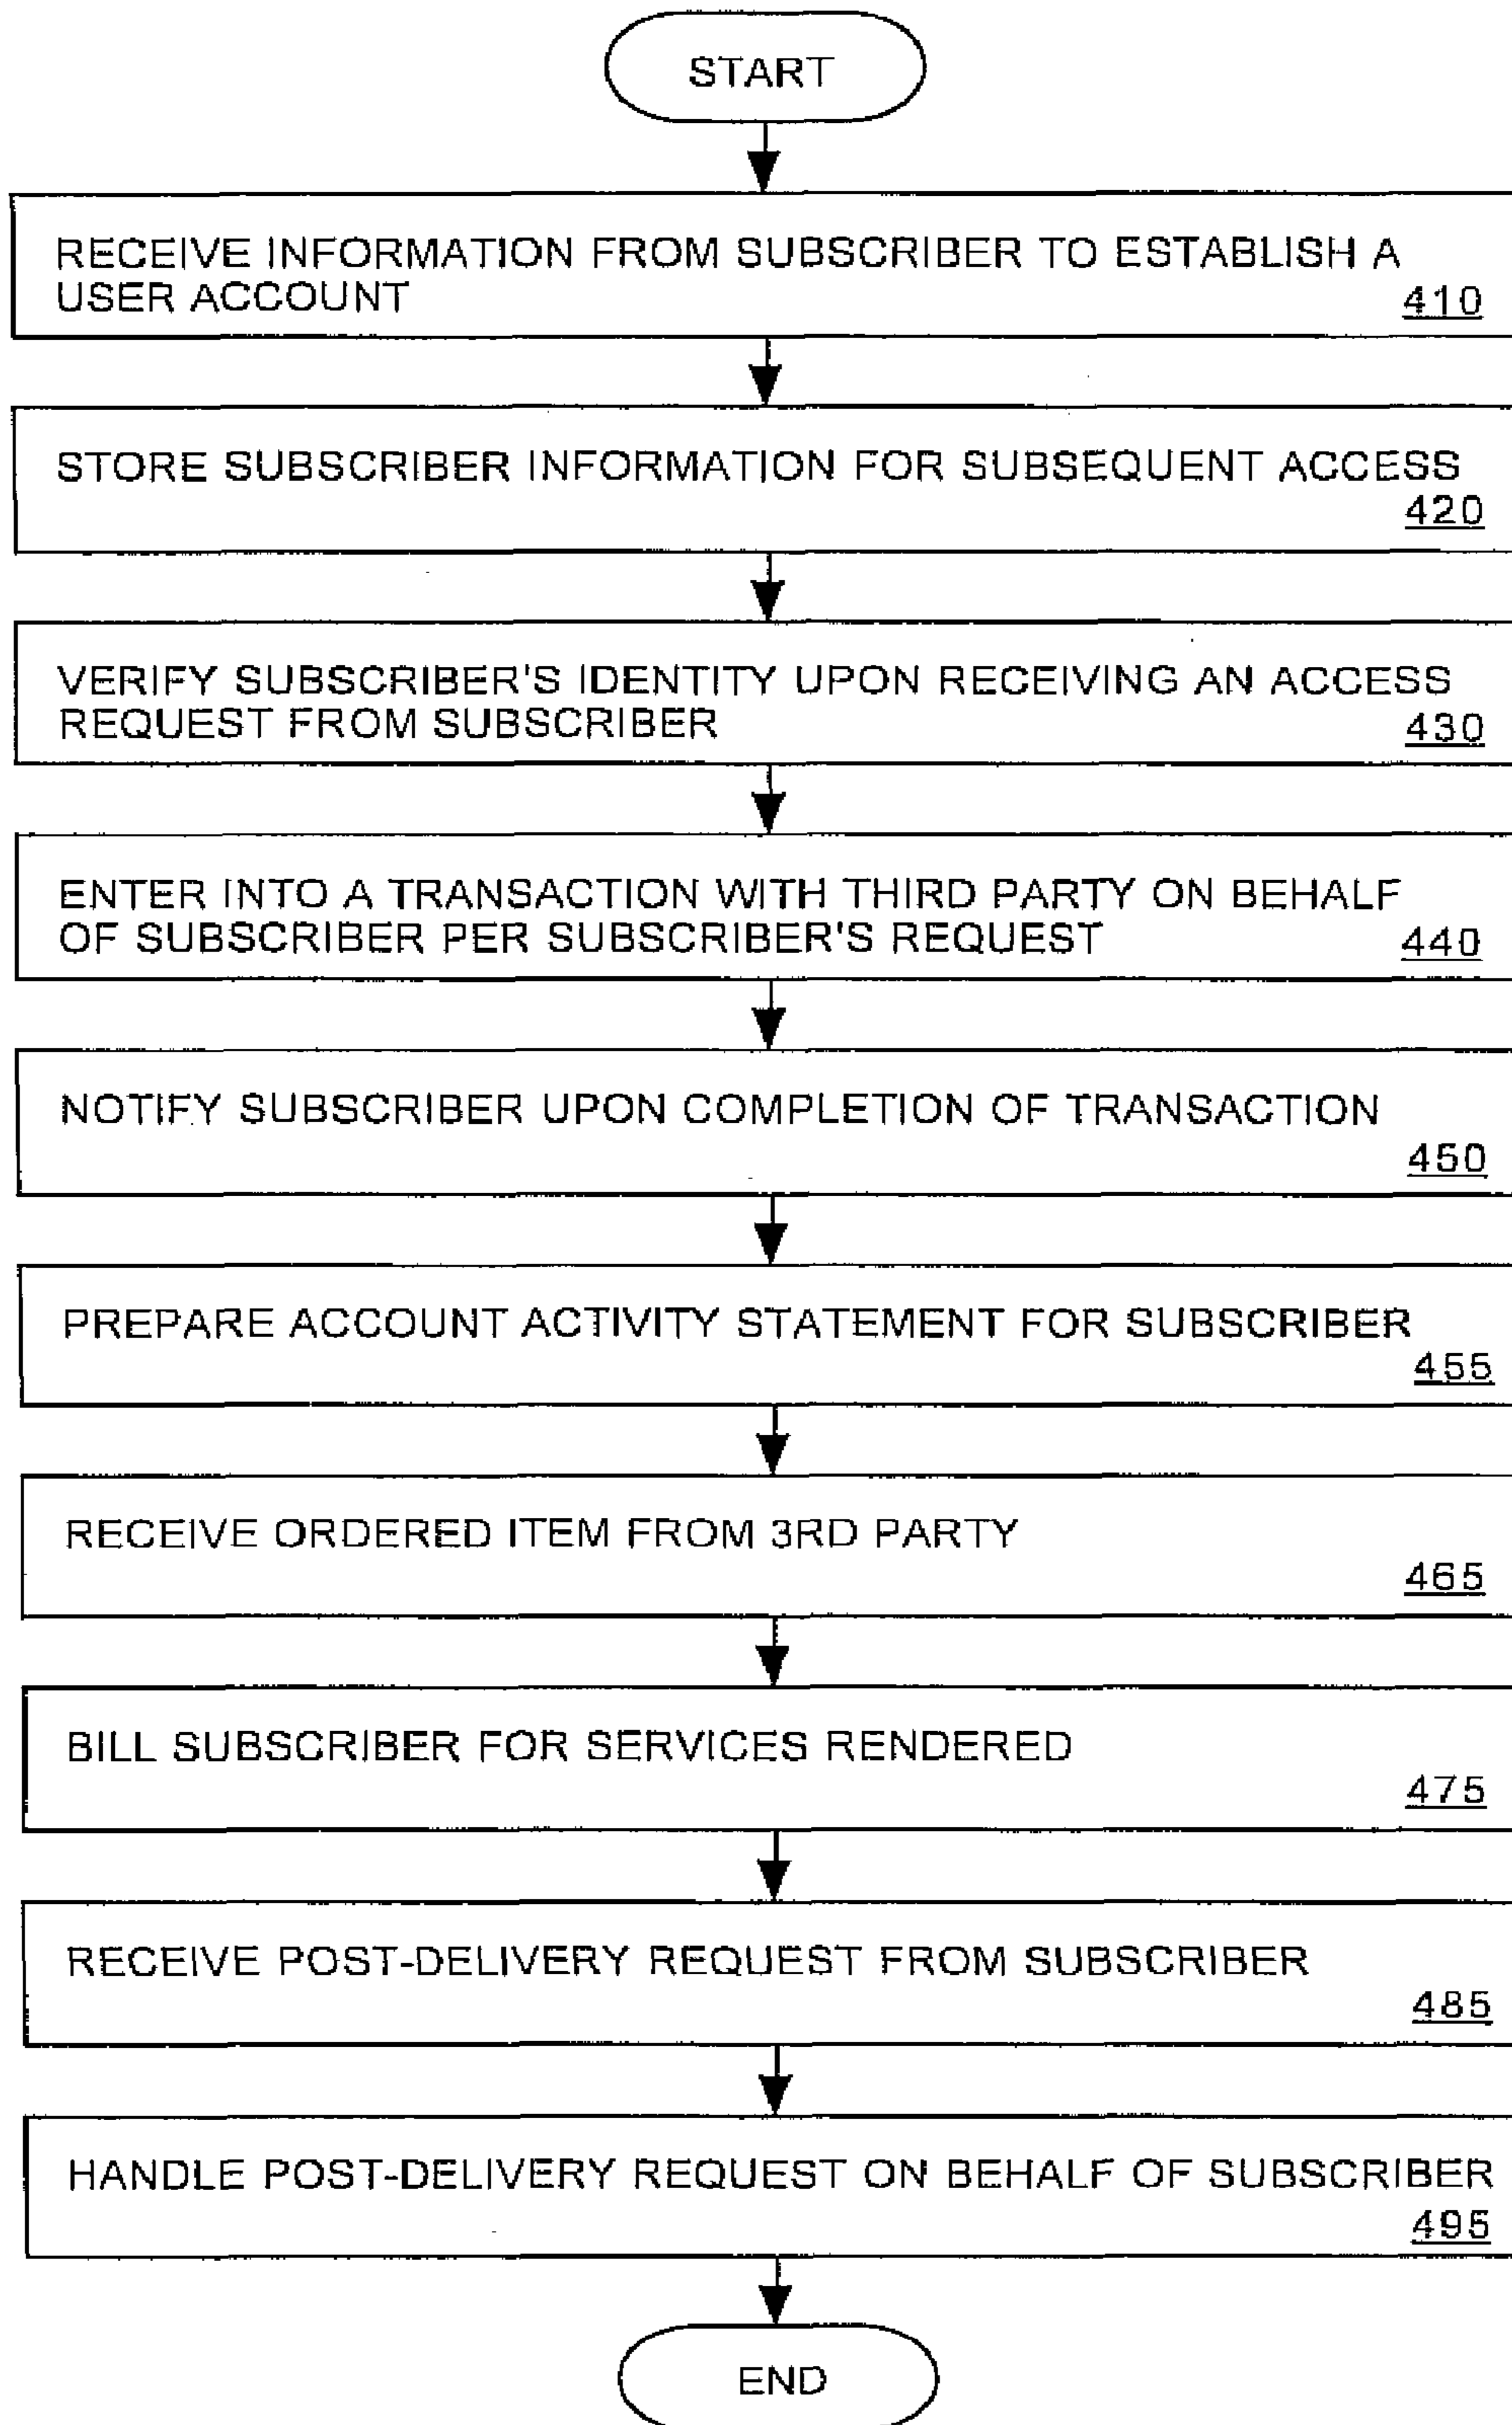 START
RECEIVE INFORMATION FROM SUBSCRIBER TO ESTABLISH A
USER ACCOUNT
410
STORE SUBSCRIBER INFORMATION FOR SUBSEQUENT ACCESS
420
VERIFY SUBSCRIBER'S IDENTITY UPON RECEIVING AN ACCESS
REQUEST FROM SUBSCRIBER
430
ENTER INTO A TRANSACTION WITH THIRD PARTY ON BEHALF
OF SUBSCRIBER PER SUBSCRIBER'S REQUEST
440
NOTIFY SUBSCRIBER UPON COMPLETION OF TRANSACTION
450
PREPARE ACCOUNT ACTIVITY STATEMENT FOR SUBSCRIBER
455
RECEIVE ORDERED ITEM FROM 3RD PARTY
465
BILL SUBSCRIBER FOR SERVICES RENDERED
475
RECEIVE POST-DELIVERY REQUEST FROM SUBSCRIBER
485
HANDLE POST-DELIVERY REQUEST ON BEHALF OF SUBSCRIBER
495
END